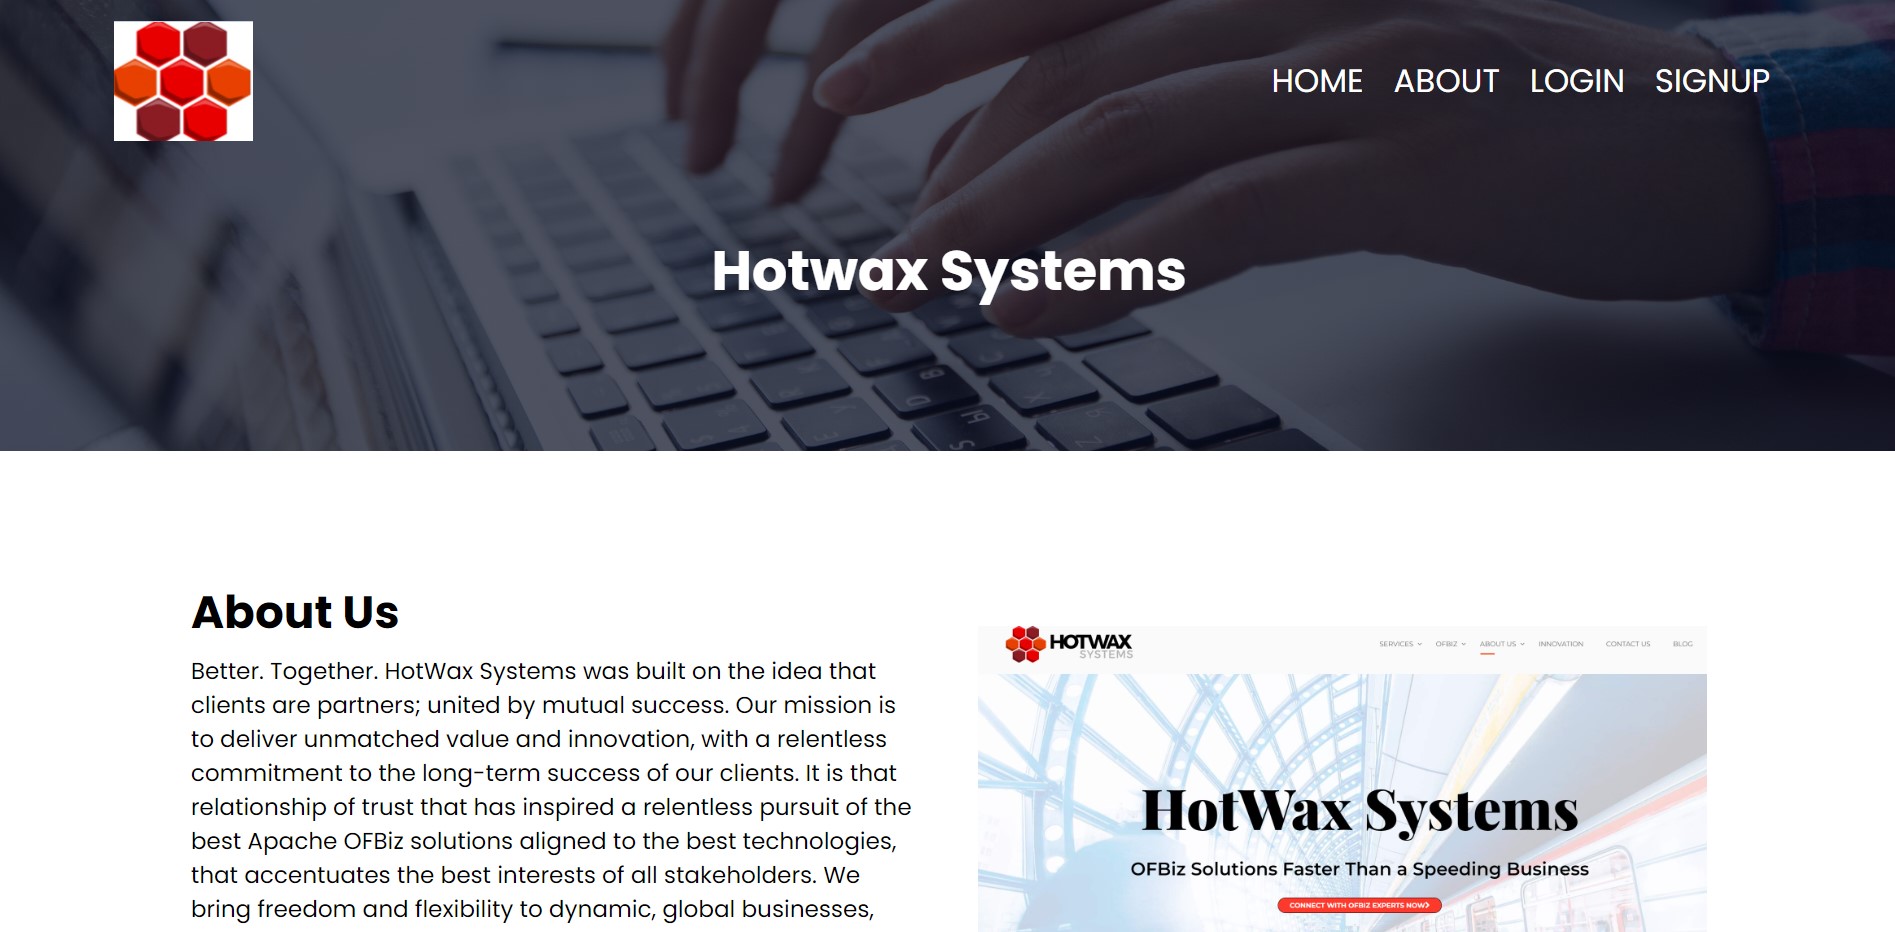 HOME ABOUT LOGIN SIGNUP
Hotwax Systems
About Us
Better. Together. HotWax Systems was built on the idea that
clients are partners; united by mutual success. Our mission is
to deliver unmatched value and innovation, with a relentless
commitment to the long-term success of our clients. It is that
relationship of trust that has inspired a relentless pursuit of the
best Apache OFBiz solutions aligned to the best technologies,
that accentuates the best interests of all stakeholders. We
bring freedom and flexibility to dynamic, global businesses,
HOTWAX
SYSTEMS
SERVICES OFBIZ ABOUT US INNOVATION CONTACT US BLOG
HotWax Systems
OFBiz Solutions Faster Than a Speeding Business
CONNECT WITH OFBIZ EXPERTS NOW